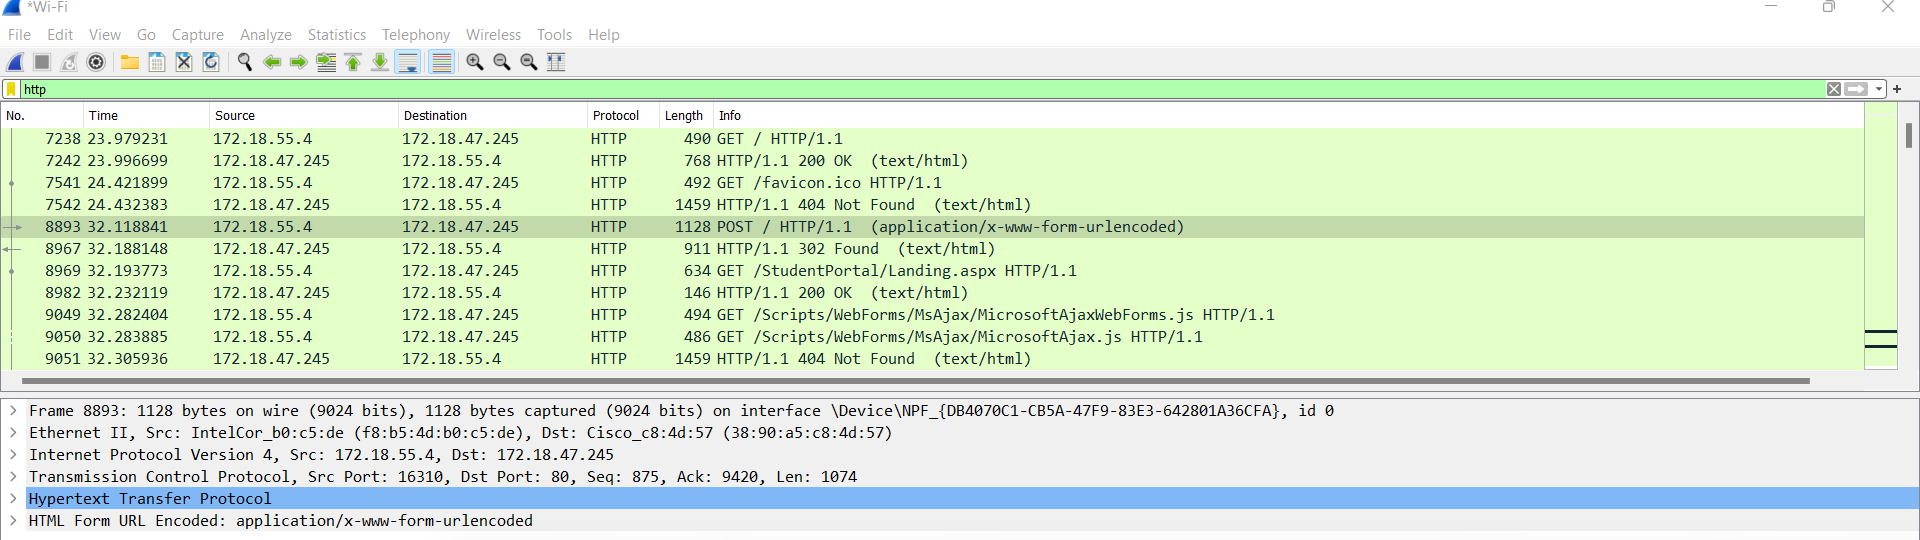 *Wi-Fi
File Edit View Go Capture Analyze Statistics Telephony Wireless Tools Help
http
No. Time Source Destination Protocol Length Info
7238 23.979231 172.18.55.4 172.18.47.245 HTTP 490 GET / HTTP/1.1
7242 23.996699 172.18.47.245 172.18.55.4 HTTP 768 HTTP/1.1 200 OK (text/html)
7541 24.421899 172.18.55.4 172.18.47.245 HTTP 492 GET /favicon.ico HTTP/1.1
7542 24.432383 172.18.47.245 172.18.55.4 HTTP 1459 HTTP/1.1 404 Not Found (text/html)
8893 32.118841 172.18.55.4 172.18.47.245 HTTP 1128 POST / HTTP/1.1 (application/x-www-form-urlencoded)
8967 32.188148 172.18.47.245 172.18.55.4 HTTP 911 HTTP/1.1 302 Found (text/html)
8969 32.193773 172.18.55.4 172.18.47.245 HTTP 634 GET /StudentPortal/Landing.aspx HTTP/1.1
8982 32.232119 172.18.47.245 172.18.55.4 HTTP 146 HTTP/1.1 200 OK (text/html)
9049 32.282404 172.18.55.4 172.18.47.245 HTTP 494 GET /Scripts/WebForms/MsAjax/MicrosoftAjaxWebForms.js HTTP/1.1
9050 32.283885 172.18.55.4 172.18.47.245 HTTP 486 GET /Scripts/WebForms/MsAjax/MicrosoftAjax.js HTTP/1.1
9051 32.305936 172.18.47.245 172.18.55.4 HTTP 1459 HTTP/1.1 404 Not Found (text/html)
Frame 8893: 1128 bytes on wire (9024 bits), 1128 bytes captured (9024 bits) on interface \Device\NPF_{DB4070C1-CB5A-47F9-83E3-642801A36CFA}, id 0
Ethernet II, Src: IntelCor_b0:c5:de (f8:b5:4d:b0:c5:de), Dst: Cisco_c8:4d:57 (38:90:a5:c8:4d:57)
Internet Protocol Version 4, Src: 172.18.55.4, Dst: 172.18.47.245
Transmission Control Protocol, Src Port: 16310, Dst Port: 80, Seq: 875, Ack: 9420, Len: 1074
Hypertext Transfer Protocol
HTML Form URL Encoded: application/x-www-form-urlencoded